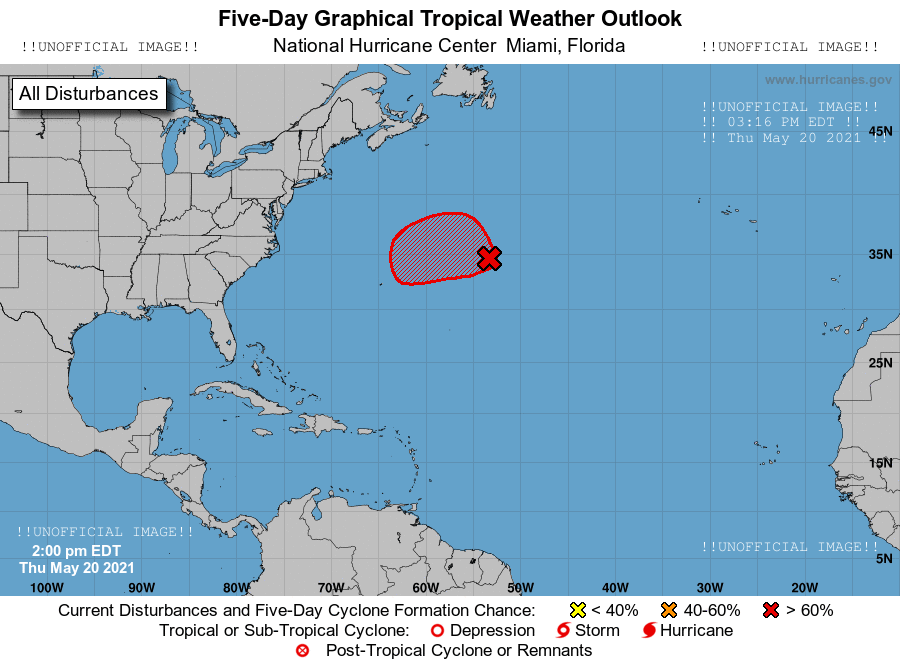 Five-Day Graphical Tropical Weather Outlook
!!UNOFFICIAL IMAGE!! National Hurricane Center Miami, Florida !!UNOFFICIAL IMAGE!!
www.hurricanes.gov
All Disturbances
!!UNOFFICIAL IMAGE!!
!! 03:16 PM EDT !!
45N
!! Thu May 20 2021 !!
35N
25N
15N
!!UNOFFICIAL IMAGE!!
!!UNOFFICIAL IMAGE!!
2:00 pm EDT
5N
Thu May 20 2021
100W 90W 80W 70W 60W 50W 40W 30W 20W
Current Disturbances and Five-Day Cyclone Formation Chance: < 40% 40-60% > 60%
Tropical or Sub-Tropical Cyclone: Depression Storm Hurricane
Post-Tropical Cyclone or Remnants